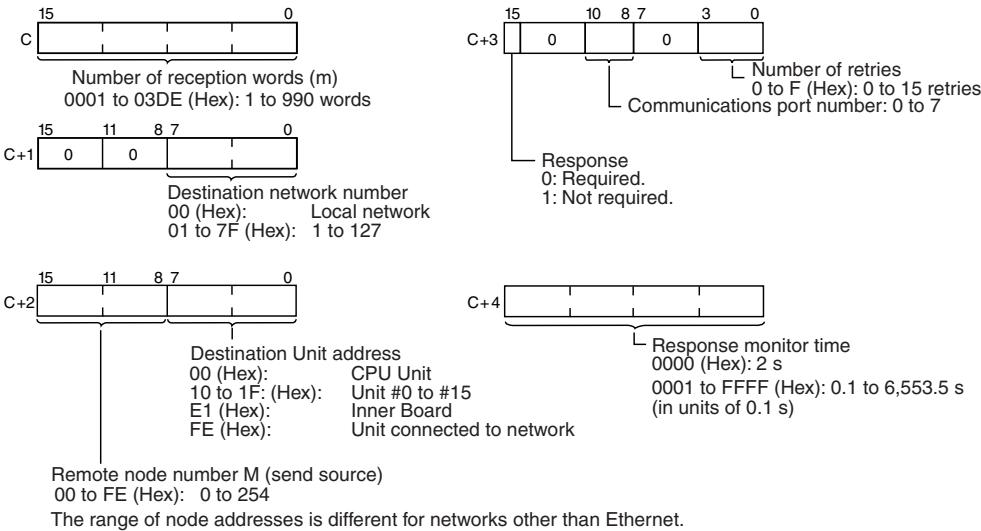 15 0
C
Number of reception words (m)
0001 to 03DE (Hex): 1 to 990 words
15 11 8 7 0
C+1 0 0
Destination network number
00 (Hex): Local network
01 to 7F (Hex): 1 to 127
15 11 8 7 0
C+2
Destination Unit address
00 (Hex): CPU Unit
10 to 1F: (Hex): Unit #0 to #15
E1 (Hex): Inner Board
FE (Hex): Unit connected to network
Remote node number M (send source)
00 to FE (Hex): 0 to 254
The range of node addresses is different for networks other than Ethernet.
15 10 8 7 3 0
C+3 0 0
Number of retries
0 to F (Hex): 0 to 15 retries
Communications port number: 0 to 7
Response
0: Required.
1: Not required.
C+4
Response monitor time
0000 (Hex): 2 s
0001 to FFFF (Hex): 0.1 to 6,553.5 s
(in units of 0.1 s)